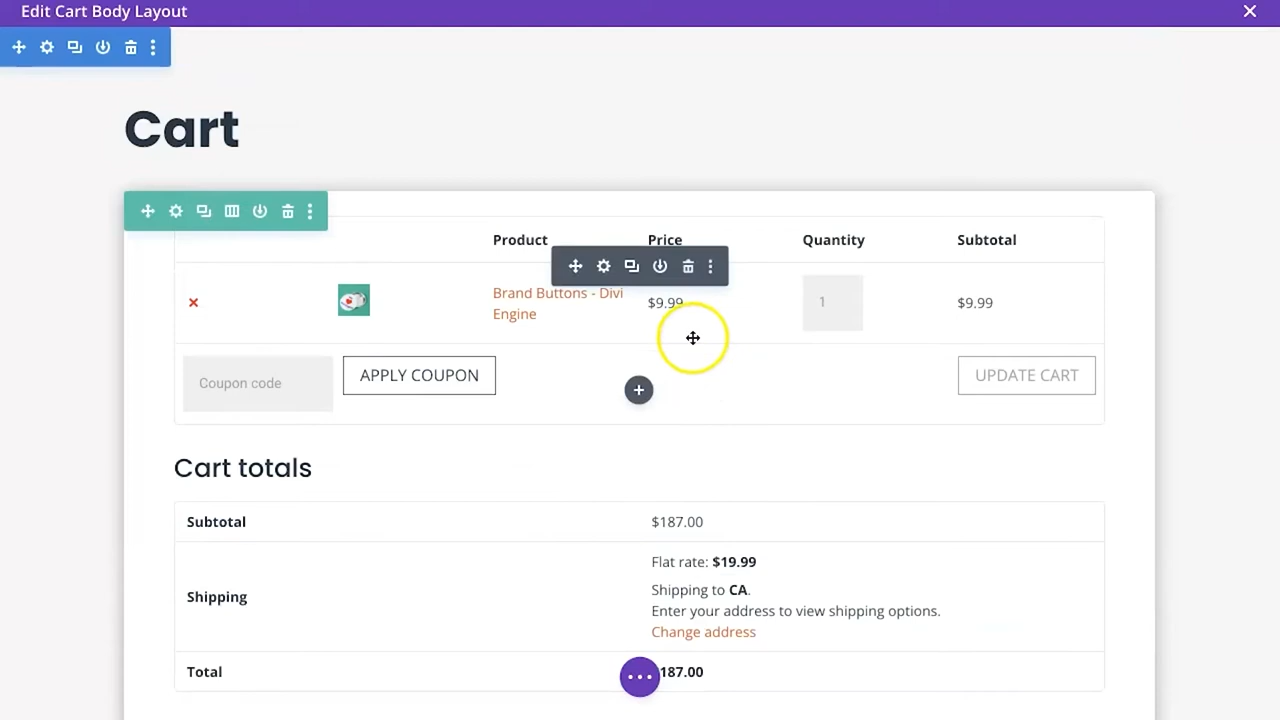 Edit Cart Body Layout
Cart
Product Price Quantity Subtotal
Brand Buttons - Divi
Engine
$9.99
1
$9.99
Coupon code
APPLY COUPON
UPDATE CART
Cart totals
Subtotal $187.00
Shipping
Flat rate: $19.99
Shipping to CA.
Enter your address to view shipping options.
Change address
Total 187.00